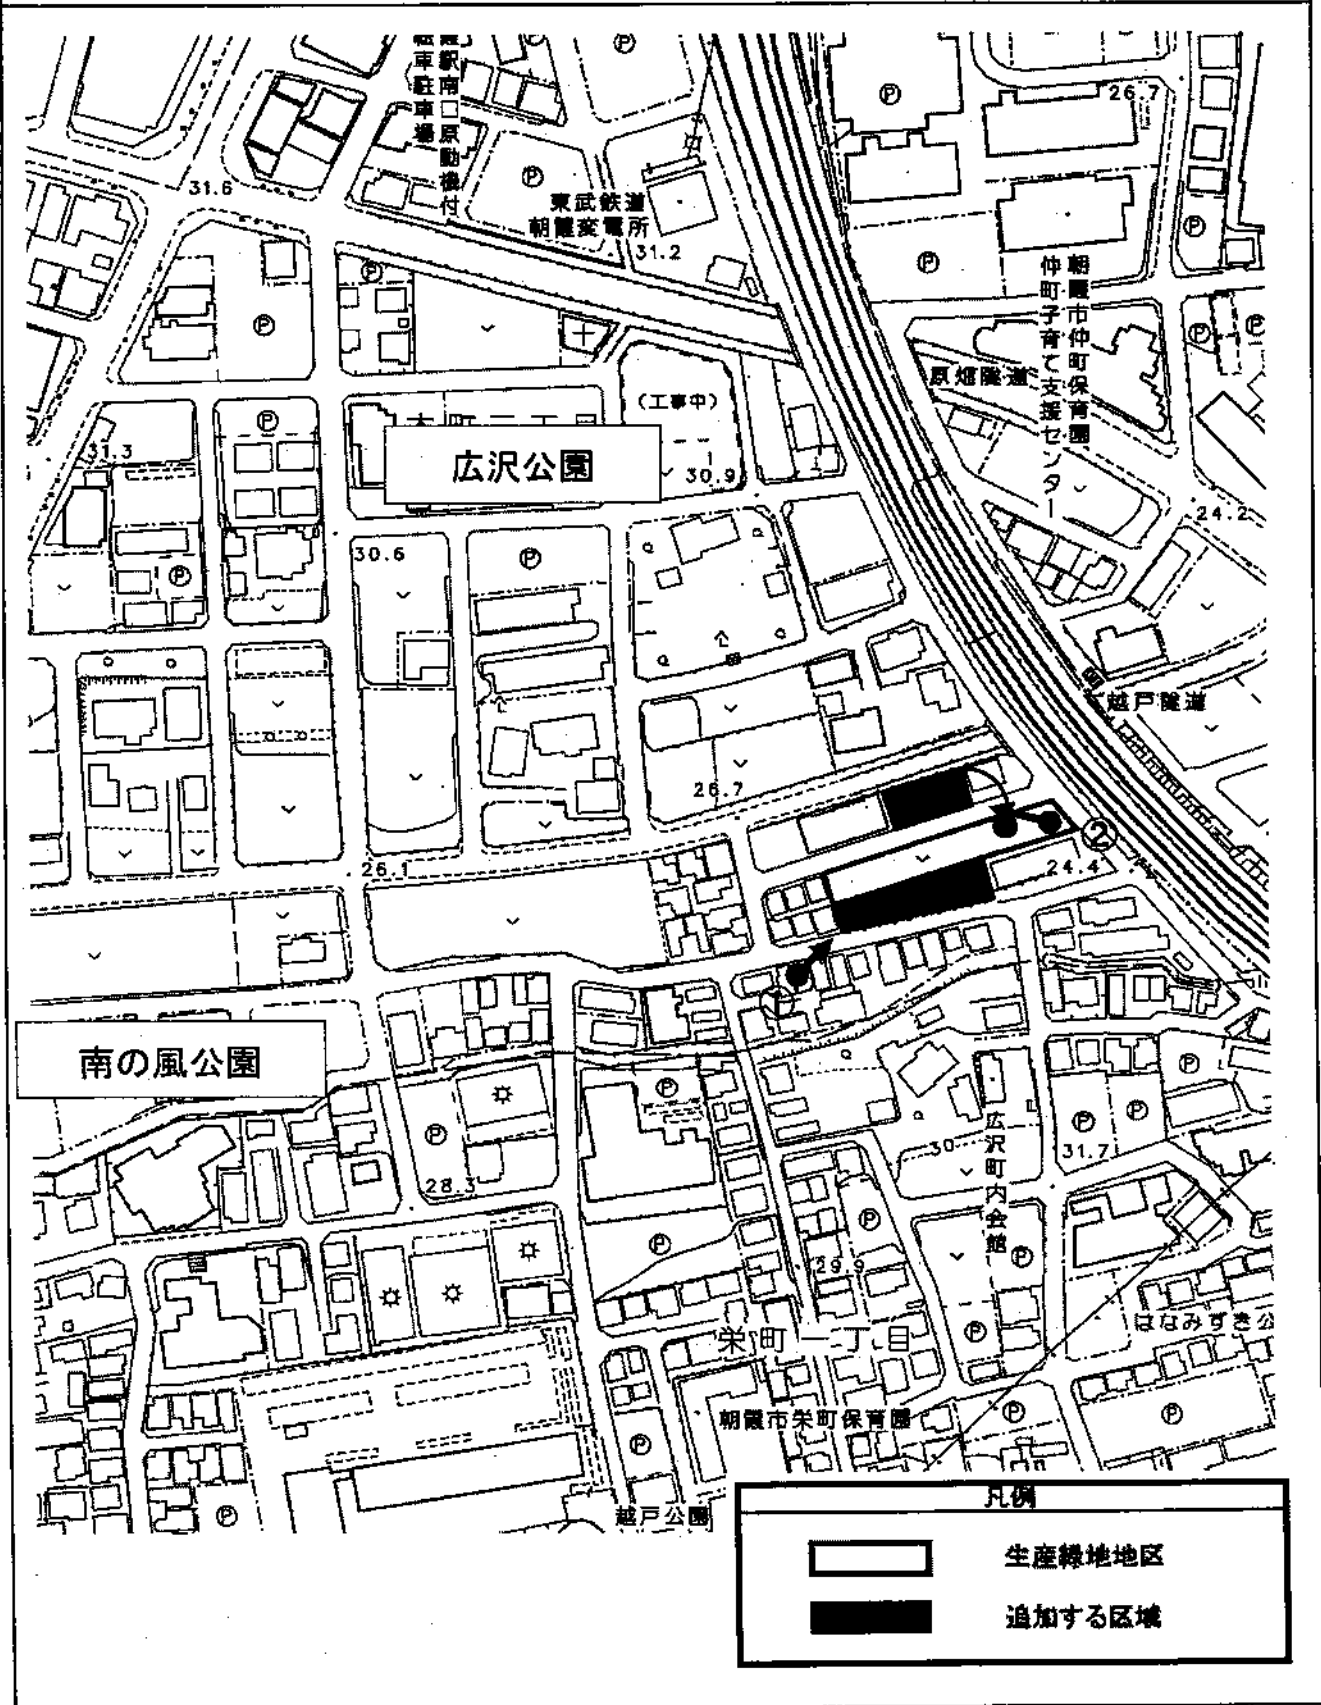 霞駅南口原動機付
転車駐車場
26.7
31.6
東武鉄道
朝霞変電所
31.2
朝霞市仲町保育園
仲町子育て支援センター
原畑隧道
(工事中)
31.3
広沢公園
30.9
24.2
30.6
越戸隧道
26.7
②
24.4
26.1
①
南の風公園
広沢町内会館
30
31.7
28.3
29.9
はなみずき公
栄町一丁目
朝霞市栄町保育園
越戸公園
凡例
生産緑地地区
追加する区域